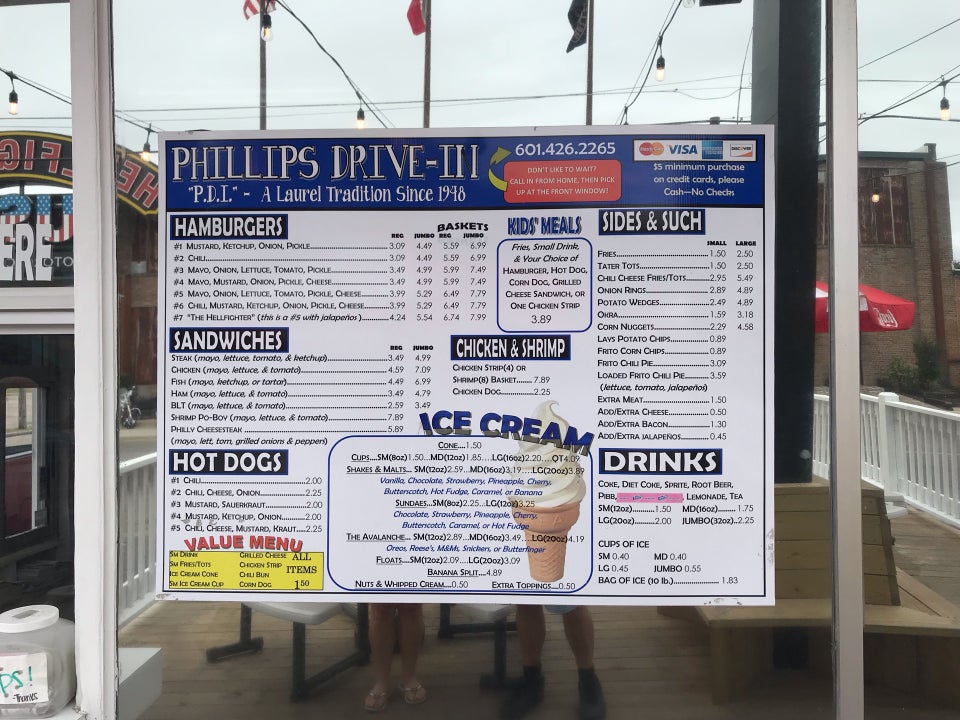 PHILLIPS DRIVE-IN
"P.D.I." - A Laurel Tradition Since 1948
601.426.2265
DON'T LIKE TO WAIT?
CALL IN FROM HOME, THEN PICK
UP AT THE FRONT WINDOW!
VISA
DISCOVER
$5 minimum purchase
on credit cards, please
Cash—No Checks
HAMBURGERS
BASKETS
REG JUMBO REG JUMBO
#1 Mustard, Ketchup, Onion, Pickle 3.09 4.49 5.59 6.99
#2 Chili 3.09 4.49 5.59 6.99
#3 Mayo, Onion, Lettuce, Tomato, Pickle 3.49 4.99 5.99 7.49
#4 Mayo, Mustard, Onion, Pickle, Cheese 3.49 4.99 5.99 7.49
#5 Mayo, Onion, Lettuce, Tomato, Pickle, Cheese 3.99 5.29 6.49 7.79
#6 Chili Mustard, Ketchup, Onion, Pickle, Cheese 3.99 5.29 6.49 7.79
#7 "The Hellfighter" (this is a #5 with jalapeños) 4.24 5.54 6.74 7.99
KIDS' MEALS
Fries, Small Drink,
& Your Choice of
Hamburger, Hot Dog,
Corn Dog, Grilled
Cheese Sandwich, or
One Chicken Strip
3.89
SANDWICHES
REG JUMBO
Steak (mayo, lettuce, tomato, & ketchup) 3.49 4.99
Chicken (mayo, lettuce, & tomato) 4.59 7.09
Fish (mayo, ketchup, or tartar) 4.49 6.99
Ham (mayo, lettuce, & tomato) 3.49 4.79
BLT (mayo, lettuce, & tomato) 2.59 3.49
Shrimp Po-Boy (mayo, lettuce, & tomato) 7.89
Philly Cheesesteak 5.89
(mayo, lett, tom, grilled onions & peppers)
CHICKEN & SHRIMP
Chicken Strip(4) or
Shrimp(8) Basket 7.89
Chicken Dog 2.25
HOT DOGS
#1 Chili 2.00
#2 Chili, Cheese, Onion 2.25
#3 Mustard, Sauerkraut 2.00
#4 Mustard, Ketchup, Onion 2.00
#5 Chili, Cheese, Mustard, Kraut 2.25
VALUE MENU
Sm Drink Grilled Cheese
Sm Fries/Tots Chicken Strip
Ice Cream Cone Chili Bun
Sm Ice Cream Cup Corn Dog
ALL
ITEMS
1.50
ICE CREAM
Cone....1.50
Cups...SM(8oz)1.50...MD(12oz)1.85....LG(16oz)2.20...QT4.09
Shakes & Malts...SM(12oz)2.59...MD(16oz)3.19....LG(20oz)3.89
Vanilla, Chocolate, Strawberry, Pineapple, Cherry,
Butterscotch, Hot Fudge, Caramel, or Banana
Sundaes...SM(8oz)2.25...LG(12oz)3.25
Chocolate, Strawberry, Pineapple, Cherry,
Butterscotch, Caramel, or Hot Fudge
The Avalanche...SM(12oz)2.89...MD(16oz)3.49....LG(20oz)4.19
Oreos, Reese's, M&Ms, Snickers, or Butterfinger
Floats...SM(12oz)2.09....LG(20oz)3.09
Banana Split...4.89
Nuts & Whipped Cream...0.50 Extra Toppings...0.50
SIDES & SUCH
SMALL LARGE
Fries 1.50 2.50
Tater Tots 1.50 2.50
Chili Cheese Fries/Tots 2.95 5.49
Onion Rings 2.89 4.89
Potato Wedges 2.49 4.89
Okra 1.59 3.18
Corn Nuggets 2.29 4.58
Lays Potato Chips 0.89
Frito Corn Chips 0.89
Frito Chili Pie 3.09
Loaded Frito Chili Pie 3.59
(lettuce, tomato, jalapeños)
Extra Meat 1.50
Add/Extra Cheese 0.50
Add/Extra Bacon 1.30
Add/Extra Jalapeños 0.45
DRINKS
Coke, Diet Coke, Sprite, Root Beer,
Pibb, Lemonade, Tea
SM(12oz) 1.50 MD(16oz) 1.75
LG(20oz) 2.00 JUMBO(32oz) 2.25
CUPS OF ICE
SM 0.40 MD 0.40
LG 0.45 JUMBO 0.55
BAG OF ICE (10 lb.) 1.83
ERE
PS!
-Thanks